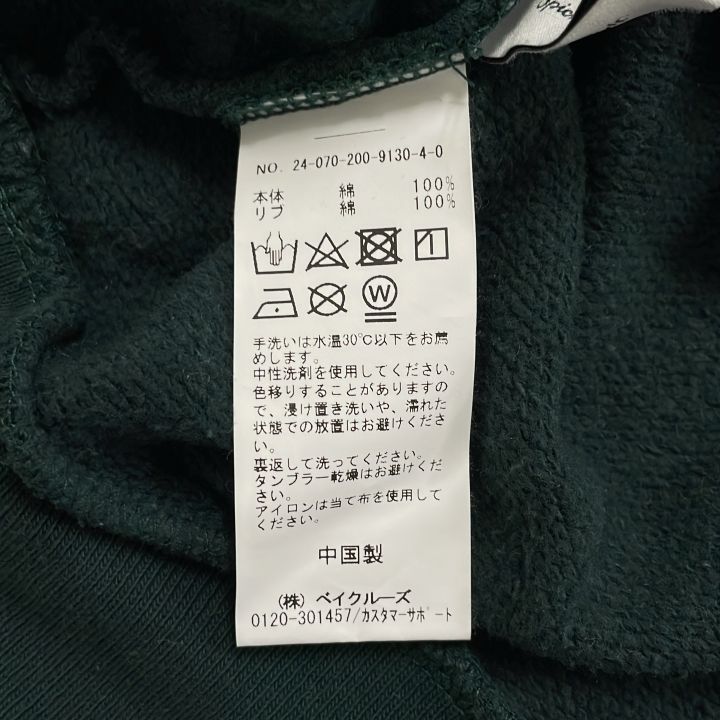 NO. 24-070-200-9130-4-0
本体 綿 100%
リブ 綿 100%
W
手洗いは水温30℃以下をお薦
めします。
中性洗剤を使用してください。
色移りすることがありますの
で、浸け置き洗いや、濡れた
状態での放置はお避けくださ
い。
裏返して洗ってください。
タンブラー乾燥はお避けくだ
さい。
アイロンは当て布を使用して
ください。
中国製
(株) ベイクルーズ
0120-301457/カスタマーサポート